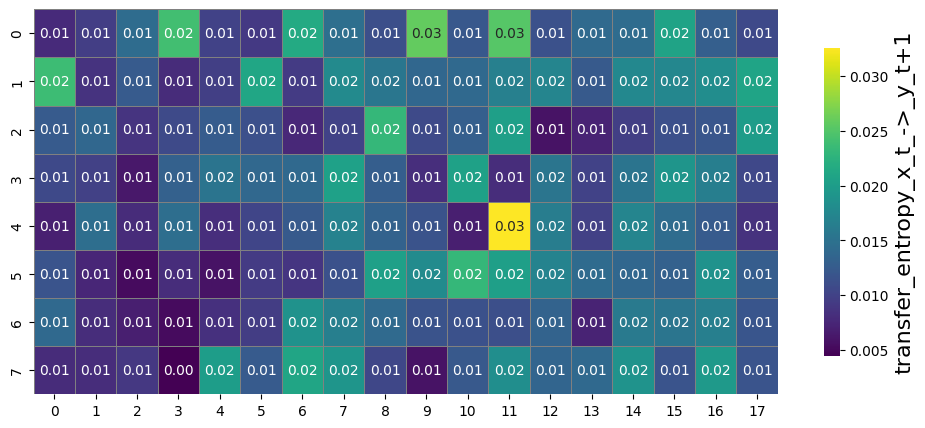 0 0.01 0.01 0.01 0.02 0.01 0.01 0.02 0.01 0.01 0.03 0.01 0.03 0.01 0.01 0.01 0.02 0.01 0.01
1 0.02 0.01 0.01 0.01 0.01 0.02 0.01 0.02 0.02 0.01 0.01 0.02 0.02 0.01 0.02 0.02 0.02 0.02
2 0.01 0.01 0.01 0.01 0.01 0.01 0.01 0.01 0.02 0.01 0.01 0.02 0.01 0.01 0.01 0.01 0.01 0.02
3 0.01 0.01 0.01 0.01 0.02 0.01 0.01 0.02 0.01 0.01 0.02 0.01 0.02 0.01 0.02 0.02 0.02 0.01
4 0.01 0.01 0.01 0.01 0.01 0.01 0.01 0.02 0.01 0.01 0.01 0.03 0.02 0.01 0.02 0.01 0.01 0.01
5 0.01 0.01 0.01 0.01 0.01 0.01 0.01 0.01 0.02 0.02 0.02 0.02 0.02 0.01 0.01 0.01 0.02 0.01
6 0.01 0.01 0.01 0.01 0.01 0.01 0.02 0.02 0.01 0.01 0.01 0.01 0.01 0.01 0.02 0.02 0.02 0.01
7 0.01 0.01 0.01 0.00 0.02 0.01 0.02 0.02 0.01 0.01 0.01 0.02 0.01 0.01 0.02 0.01 0.02 0.01
0 1 2 3 4 5 6 7 8 9 10 11 12 13 14 15 16 17
0.030
0.025
0.020
0.015
0.010
0.005
transfer_entropy_x_t_->_y_t+1